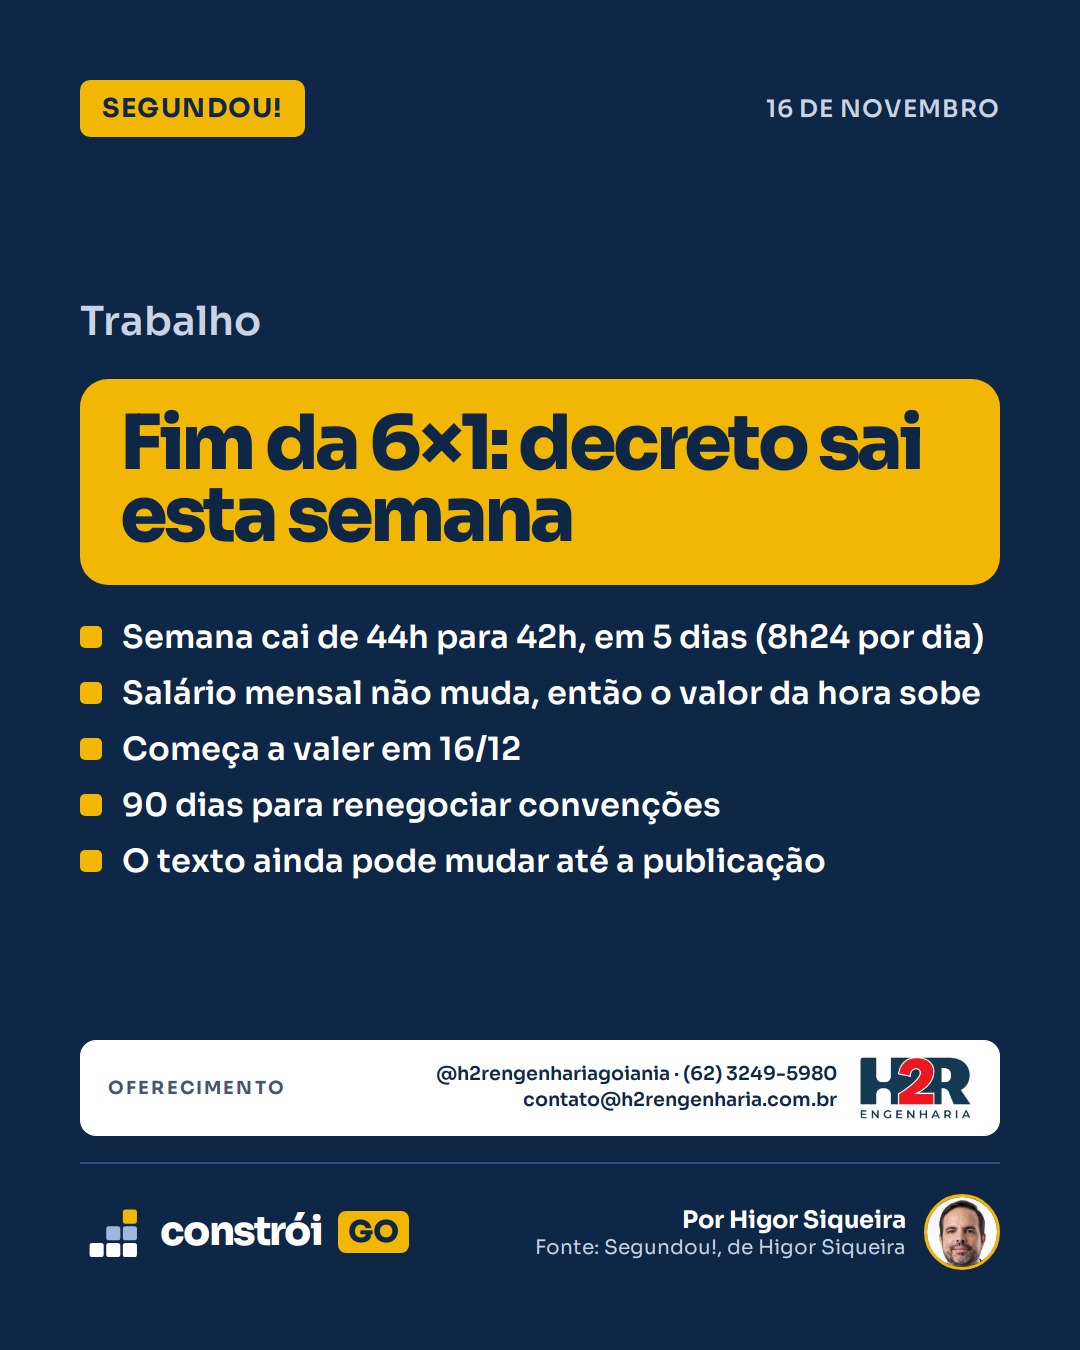 SEGUNDOU!
16 DE NOVEMBRO
Trabalho
Fim da 6×1: decreto sai
esta semana
Semana cai de 44h para 42h, em 5 dias (8h24 por dia)
Salário mensal não muda, então o valor da hora sobe
Começa a valer em 16/12
90 dias para renegociar convenções
O texto ainda pode mudar até a publicação
OFERECIMENTO
@h2rengenhariagoiania · (62) 3249-5980
contato@h2rengenharia.com.br
H2R
ENGENHARIA
constrói GO
Por Higor Siqueira
Fonte: Segundou!, de Higor Siqueira